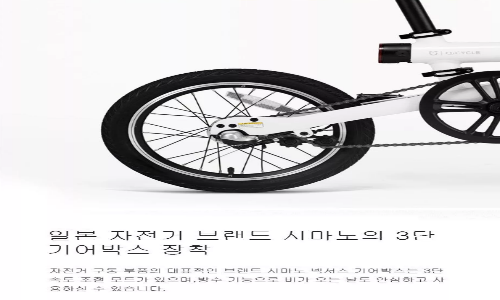 일본 자전거 브랜드 시마노의 3단
기어박스 장착
자전거 구동 부품의 대표적인 브랜드 시마노 넥서스 기어박스는 3단
속도 조절 모드가 있으며,방수 기능으로 비가 오는 날도 안심하고 사
용하실 수 있습니다.